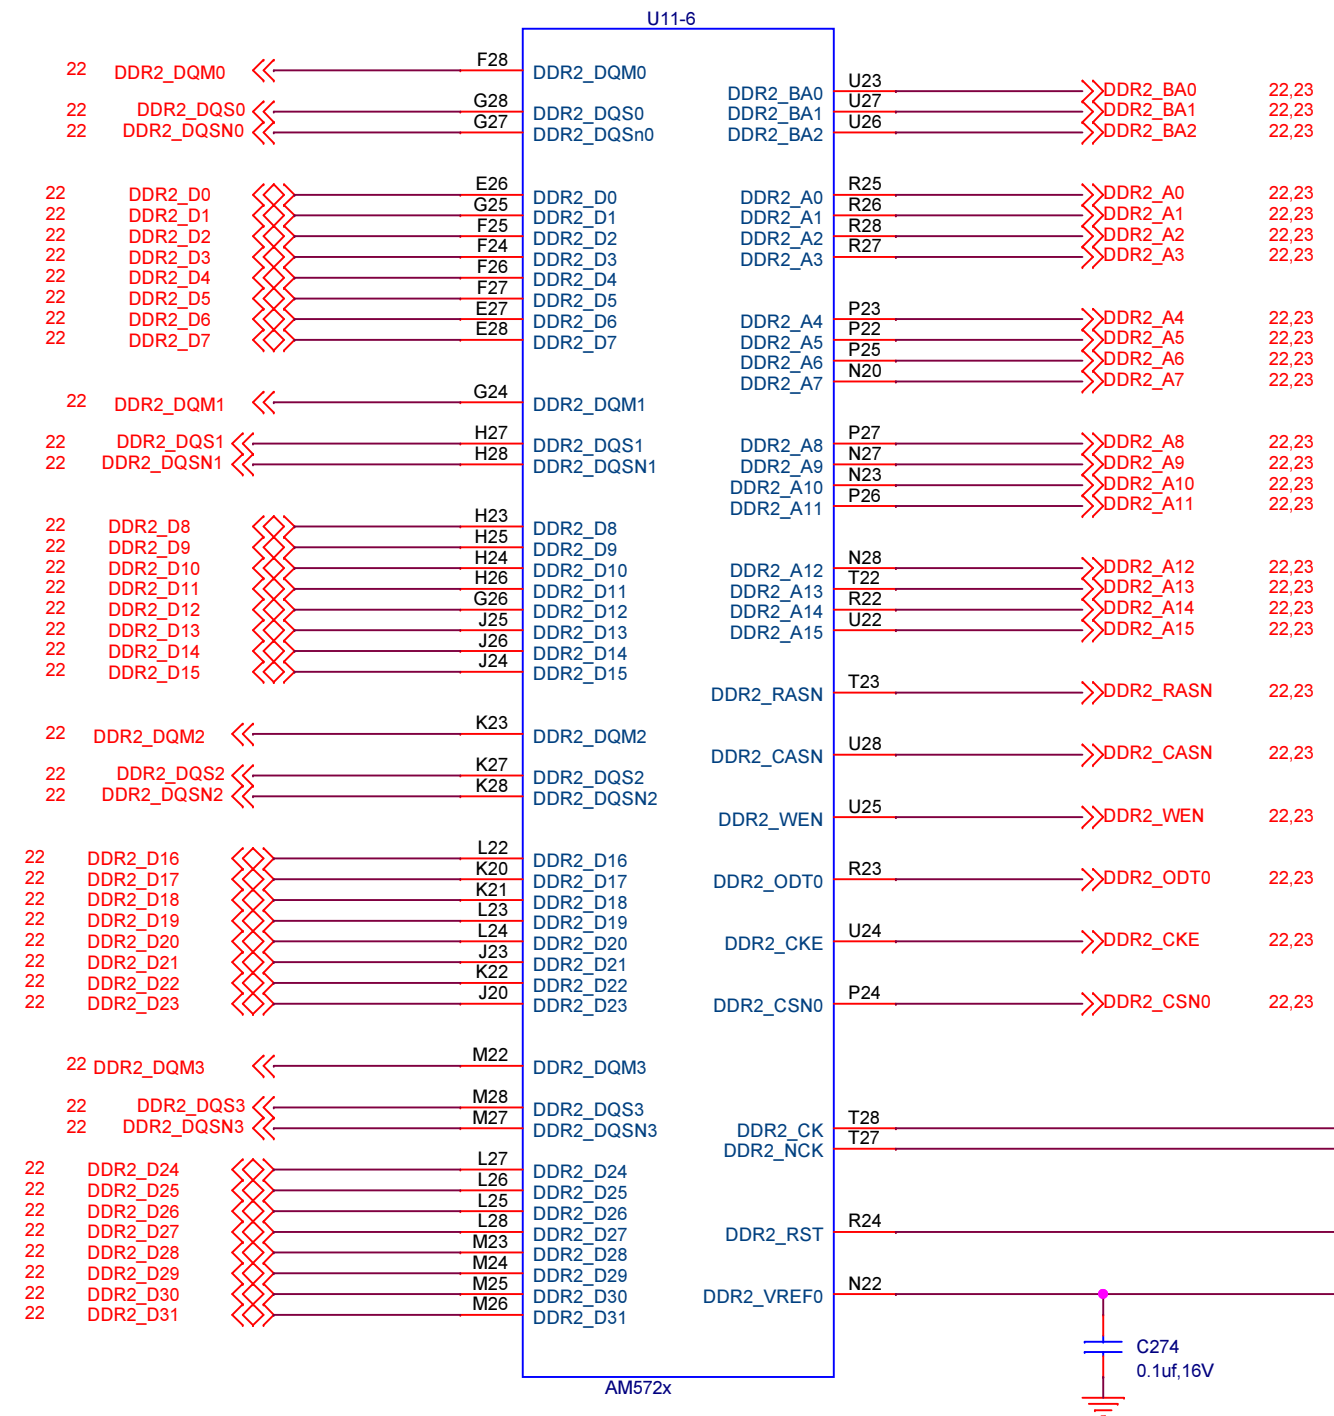 U11-6
22 DDR2_DQM0 F28 DDR2_DQM0
DDR2_BA0 U23 DDR2_BA0 22,23
22 DDR2_DQS0 G28 DDR2_DQS0 DDR2_BA1 U27 DDR2_BA1 22,23
22 DDR2_DQSN0 G27 DDR2_DQSn0 DDR2_BA2 U26 DDR2_BA2 22,23
22 DDR2_D0 E26 DDR2_D0 DDR2_A0 R25 DDR2_A0 22,23
22 DDR2_D1 G25 DDR2_D1 DDR2_A1 R26 DDR2_A1 22,23
22 DDR2_D2 F25 DDR2_D2 DDR2_A2 R28 DDR2_A2 22,23
22 DDR2_D3 F24 DDR2_D3 DDR2_A3 R27 DDR2_A3 22,23
22 DDR2_D4 F26 DDR2_D4
22 DDR2_D5 F27 DDR2_D5
22 DDR2_D6 E27 DDR2_D6 DDR2_A4 P23 DDR2_A4 22,23
22 DDR2_D7 E28 DDR2_D7 DDR2_A5 P22 DDR2_A5 22,23
DDR2_A6 P25 DDR2_A6 22,23
DDR2_A7 N20 DDR2_A7 22,23
22 DDR2_DQM1 G24 DDR2_DQM1
22 DDR2_DQS1 H27 DDR2_DQS1 DDR2_A8 P27 DDR2_A8 22,23
22 DDR2_DQSN1 H28 DDR2_DQSN1 DDR2_A9 N27 DDR2_A9 22,23
DDR2_A10 N23 DDR2_A10 22,23
DDR2_A11 P26 DDR2_A11 22,23
22 DDR2_D8 H23 DDR2_D8
22 DDR2_D9 H25 DDR2_D9
22 DDR2_D10 H24 DDR2_D10 DDR2_A12 N28 DDR2_A12 22,23
22 DDR2_D11 H26 DDR2_D11 DDR2_A13 T22 DDR2_A13 22,23
22 DDR2_D12 G26 DDR2_D12 DDR2_A14 R22 DDR2_A14 22,23
22 DDR2_D13 J25 DDR2_D13 DDR2_A15 U22 DDR2_A15 22,23
22 DDR2_D14 J26 DDR2_D14
22 DDR2_D15 J24 DDR2_D15
DDR2_RASN T23 DDR2_RASN 22,23
22 DDR2_DQM2 K23 DDR2_DQM2
DDR2_CASN U28 DDR2_CASN 22,23
22 DDR2_DQS2 K27 DDR2_DQS2
22 DDR2_DQSN2 K28 DDR2_DQSN2
DDR2_WEN U25 DDR2_WEN 22,23
22 DDR2_D16 L22 DDR2_D16
22 DDR2_D17 K20 DDR2_D17 DDR2_ODT0 R23 DDR2_ODT0 22,23
22 DDR2_D18 K21 DDR2_D18
22 DDR2_D19 L23 DDR2_D19
22 DDR2_D20 L24 DDR2_D20 DDR2_CKE U24 DDR2_CKE 22,23
22 DDR2_D21 J23 DDR2_D21
22 DDR2_D22 K22 DDR2_D22
22 DDR2_D23 J20 DDR2_D23 DDR2_CSN0 P24 DDR2_CSN0 22,23
22 DDR2_DQM3 M22 DDR2_DQM3
22 DDR2_DQS3 M28 DDR2_DQS3
22 DDR2_DQSN3 M27 DDR2_DQSN3 DDR2_CK T28
DDR2_NCK T27
22 DDR2_D24 L27 DDR2_D24
22 DDR2_D25 L26 DDR2_D25
22 DDR2_D26 L25 DDR2_D26
22 DDR2_D27 L28 DDR2_D27 DDR2_RST R24
22 DDR2_D28 M23 DDR2_D28
22 DDR2_D29 M24 DDR2_D29
22 DDR2_D30 M25 DDR2_D30 DDR2_VREF0 N22
22 DDR2_D31 M26 DDR2_D31
C274
0.1uf,16V
AM572x